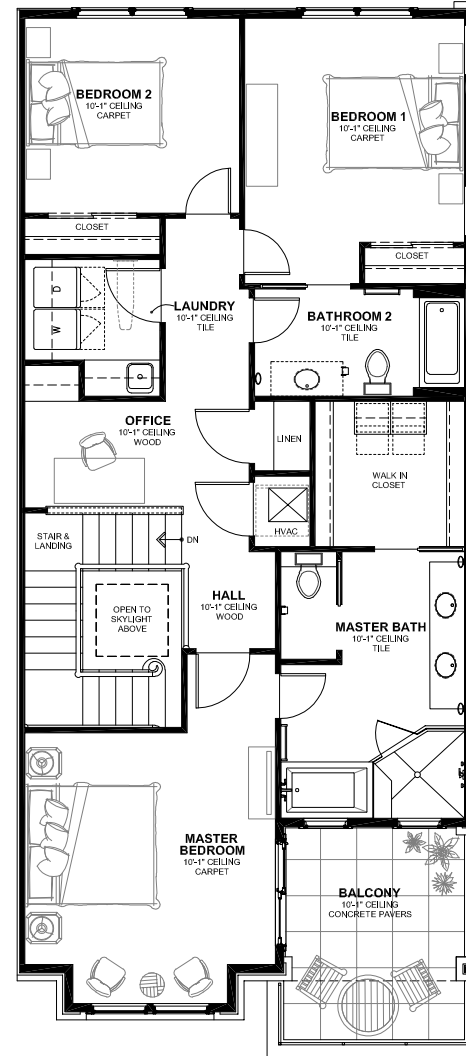 BEDROOM 2
10'-1" CEILING
CARPET
BEDROOM 1
10'-1" CEILING
CARPET
CLOSET
CLOSET
D
W
LAUNDRY
10'-1" CEILING
TILE
BATHROOM 2
10'-1" CEILING
TILE
OFFICE
10'-1" CEILING
WOOD
LINEN
WALK IN
CLOSET
HVAC
STAIR &
LANDING
DN
OPEN TO
SKYLIGHT
ABOVE
HALL
10'-1" CEILING
WOOD
MASTER BATH
10'-1" CEILING
TILE
MASTER
BEDROOM
10'-1" CEILING
CARPET
BALCONY
10'-1" CEILING
CONCRETE PAVERS